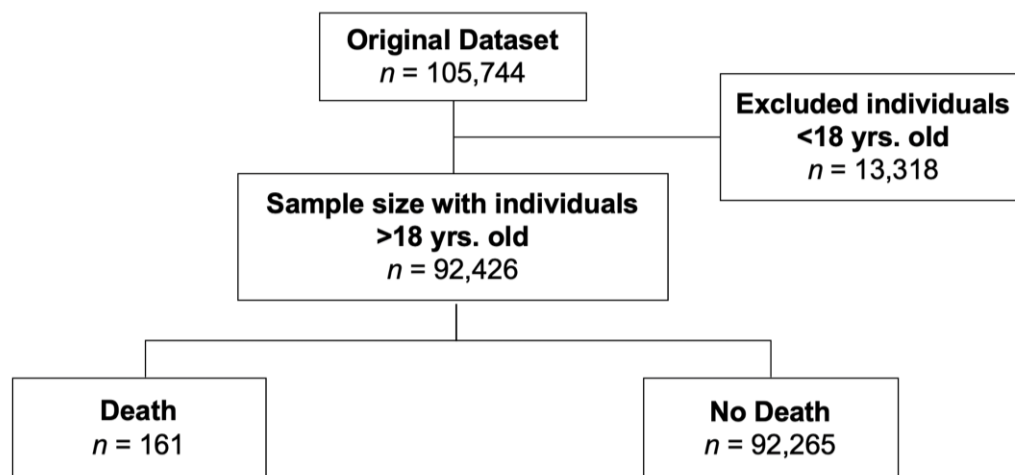 Original Dataset
n = 105,744
Excluded individuals
<18 yrs. old
n = 13,318
Sample size with individuals
>18 yrs. old
n = 92,426
Death
n = 161
No Death
n = 92,265